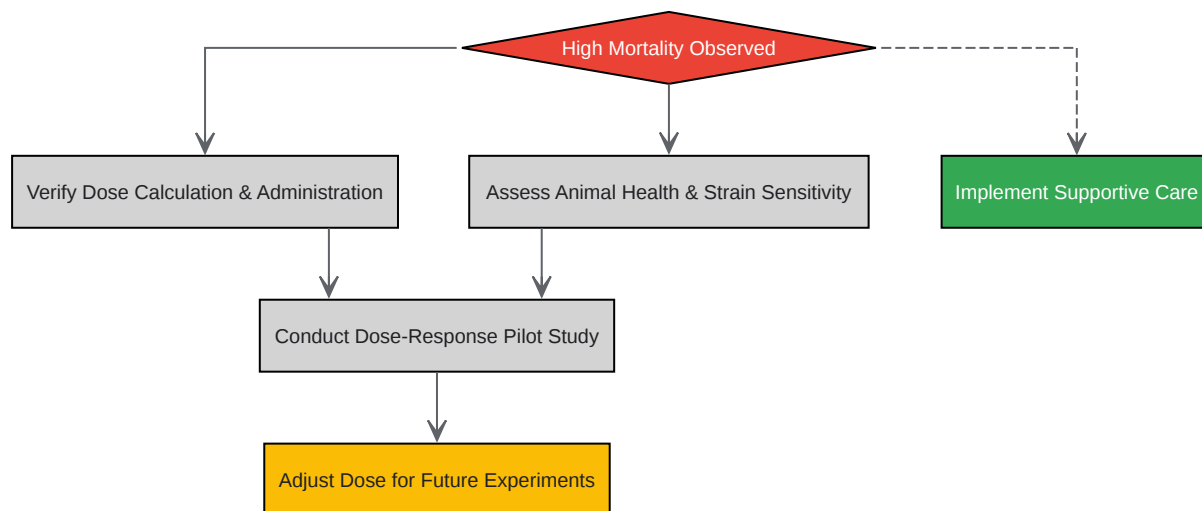 High Mortality Observed
Verify Dose Calculation & Administration
Assess Animal Health & Strain Sensitivity
Implement Supportive Care
Conduct Dose-Response Pilot Study
Adjust Dose for Future Experiments